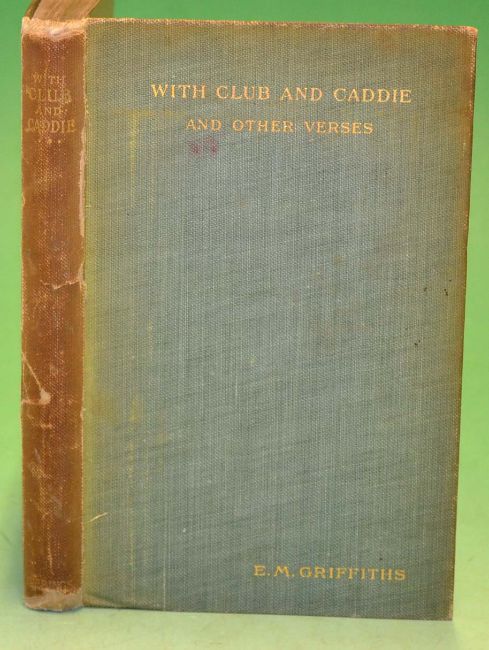 WITH
CLUB
AND
CADDIE
WITH CLUB AND CADDIE
AND OTHER VERSES
E. M. GRIFFITHS